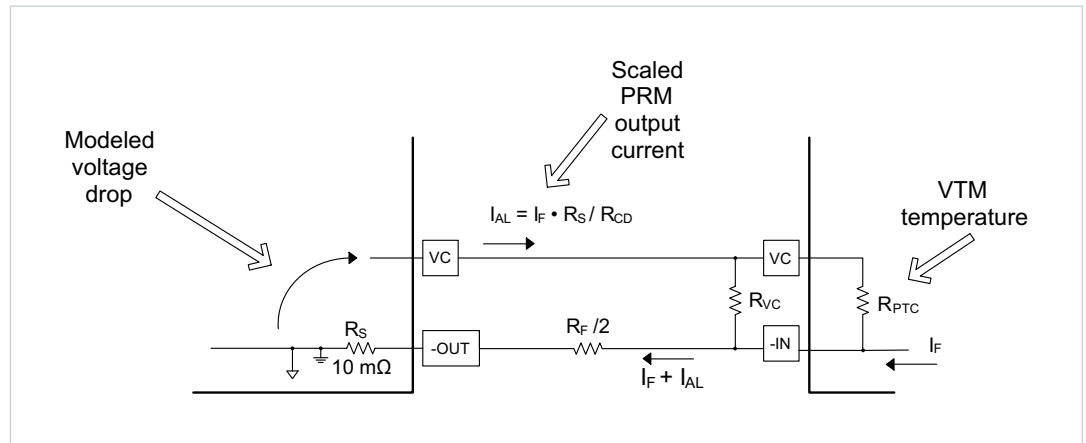 Scaled
PRM
output
current
Modeled
voltage
drop
VTM
temperature
I_AL = I_F • R_S / R_CD
VC
VC
R_VC
R_PTC
R_S
10 mΩ
-OUT
R_F /2
-IN
I_F
I_F + I_AL